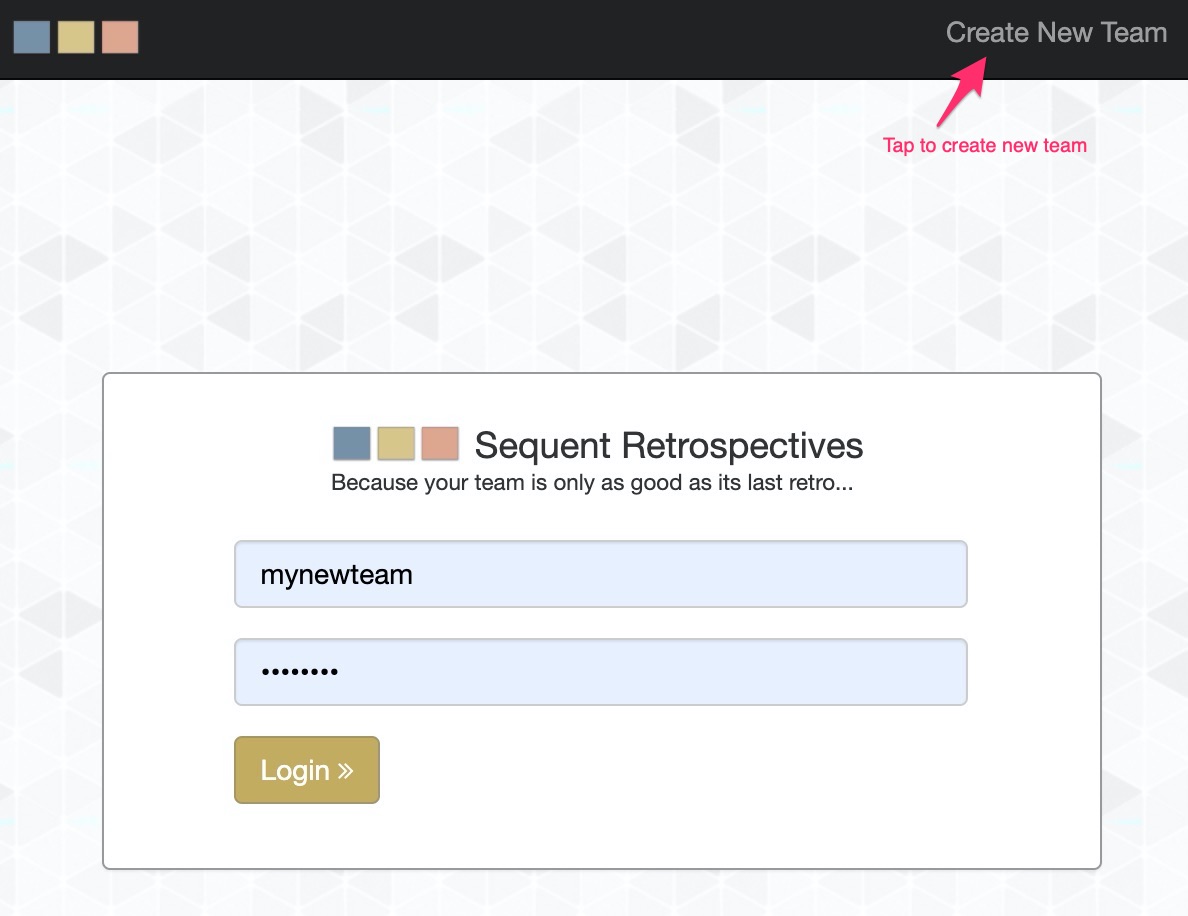 Create New Team
Tap to create new team
Sequent Retrospectives
Because your team is only as good as its last retro...
mynewteam
••••••••
Login »